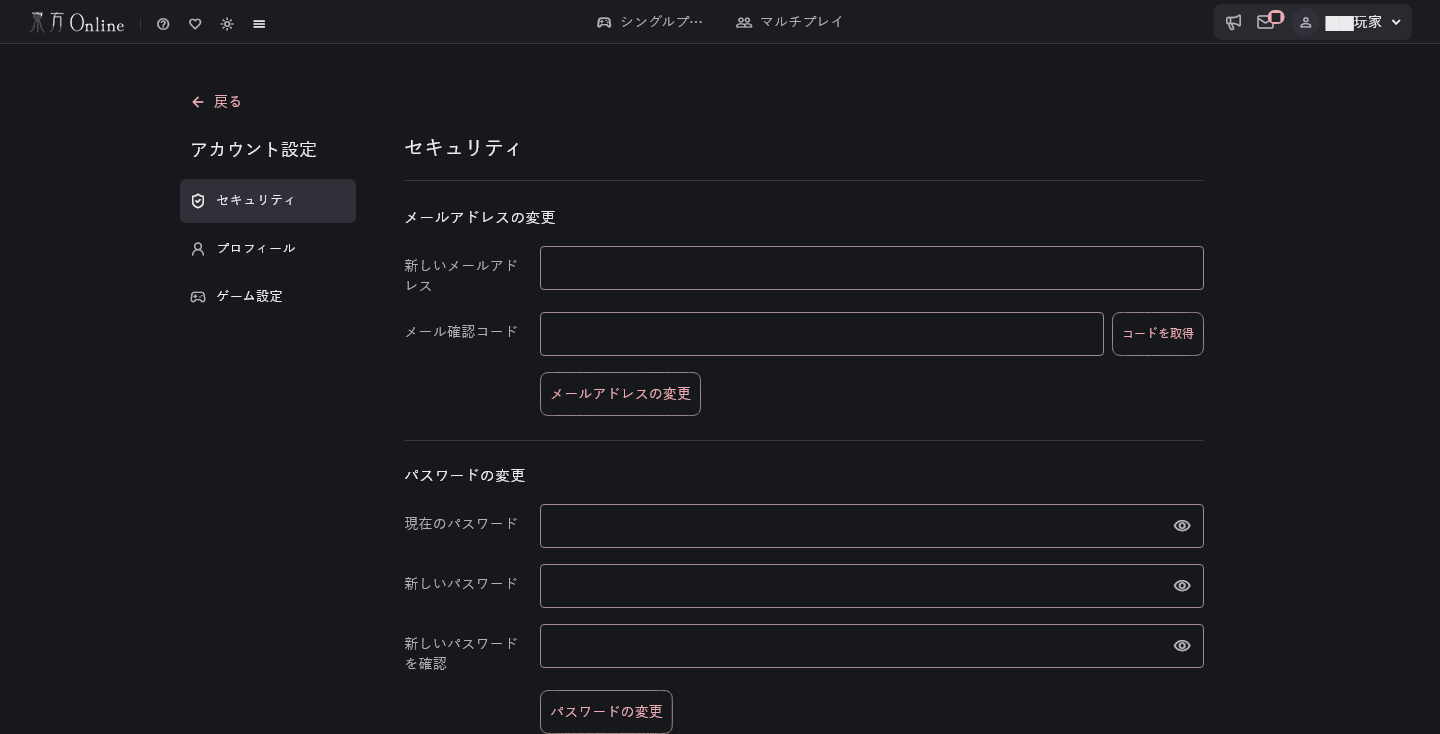 東方Online
シングルプ…
マルチプレイ
玩家
戻る
アカウント設定
セキュリティ
プロフィール
ゲーム設定
セキュリティ
メールアドレスの変更
新しいメールアド
レス
メール確認コード
コードを取得
メールアドレスの変更
パスワードの変更
現在のパスワード
新しいパスワード
新しいパスワード
を確認
パスワードの変更